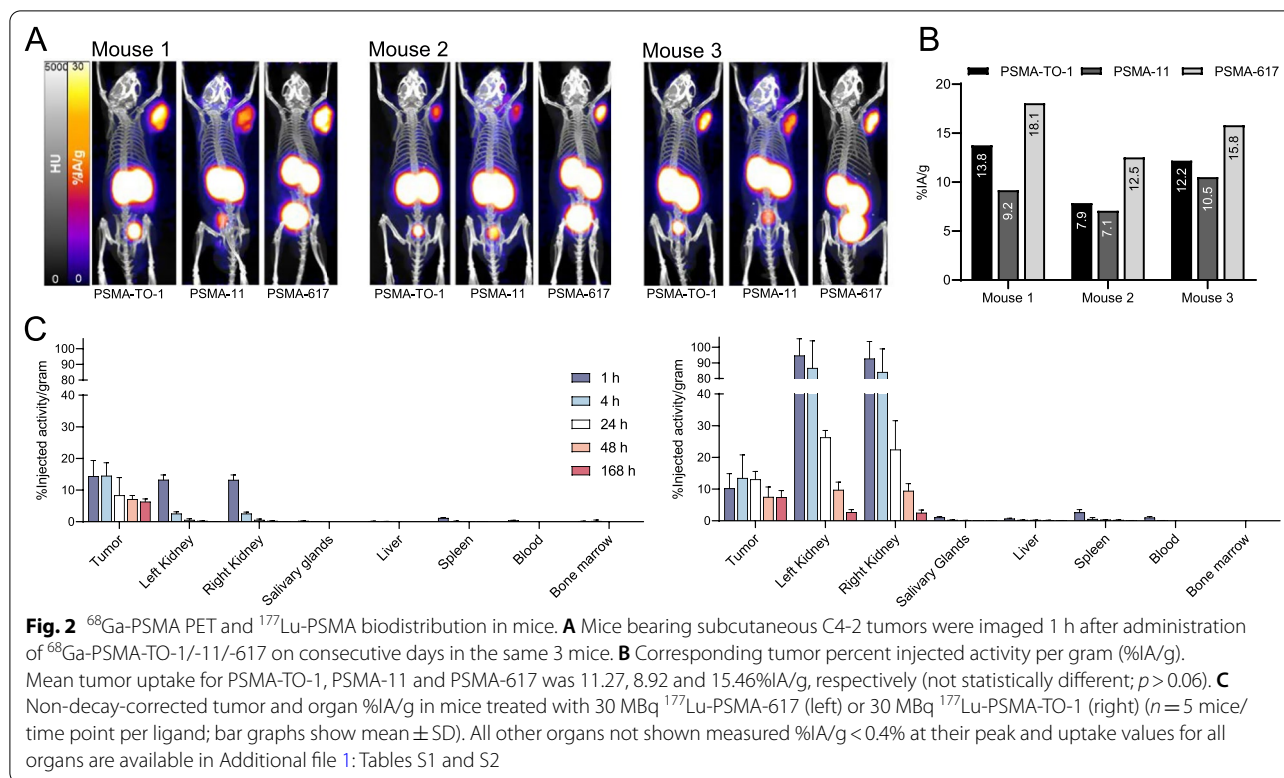 A
Mouse 1
Mouse 2
Mouse 3
5000
HU
0
30
%IA/g
0
PSMA-TO-1
PSMA-11
PSMA-617
PSMA-TO-1
PSMA-11
PSMA-617
PSMA-TO-1
PSMA-11
PSMA-617
B
PSMA-TO-1 PSMA-11 PSMA-617
%IA/g
20
15
10
5
0
13.8
9.2
18.1
7.9
7.1
12.5
12.2
10.5
15.8
Mouse 1 Mouse 2 Mouse 3
C
%Injected activity/gram
100
90
80
40
30
20
10
0
1 h
4 h
24 h
48 h
168 h
Tumor
Left Kidney
Right Kidney
Salivary glands
Liver
Spleen
Blood
Bone marrow
%Injected activity/gram
100
90
80
40
30
20
10
0
Tumor
Left Kidney
Right Kidney
Salivary Glands
Liver
Spleen
Blood
Bone marrow
Fig. 2 ⁶⁸Ga-PSMA PET and ¹⁷⁷Lu-PSMA biodistribution in mice. A Mice bearing subcutaneous C4-2 tumors were imaged 1 h after administration
of ⁶⁸Ga-PSMA-TO-1/-11/-617 on consecutive days in the same 3 mice. B Corresponding tumor percent injected activity per gram (%IA/g).
Mean tumor uptake for PSMA-TO-1, PSMA-11 and PSMA-617 was 11.27, 8.92 and 15.46%IA/g, respectively (not statistically different; p > 0.06). C
Non-decay-corrected tumor and organ %IA/g in mice treated with 30 MBq ¹⁷⁷Lu-PSMA-617 (left) or 30 MBq ¹⁷⁷Lu-PSMA-TO-1 (right) (n = 5 mice/
time point per ligand; bar graphs show mean ± SD). All other organs not shown measured %IA/g < 0.4% at their peak and uptake values for all
organs are available in Additional file 1: Tables S1 and S2